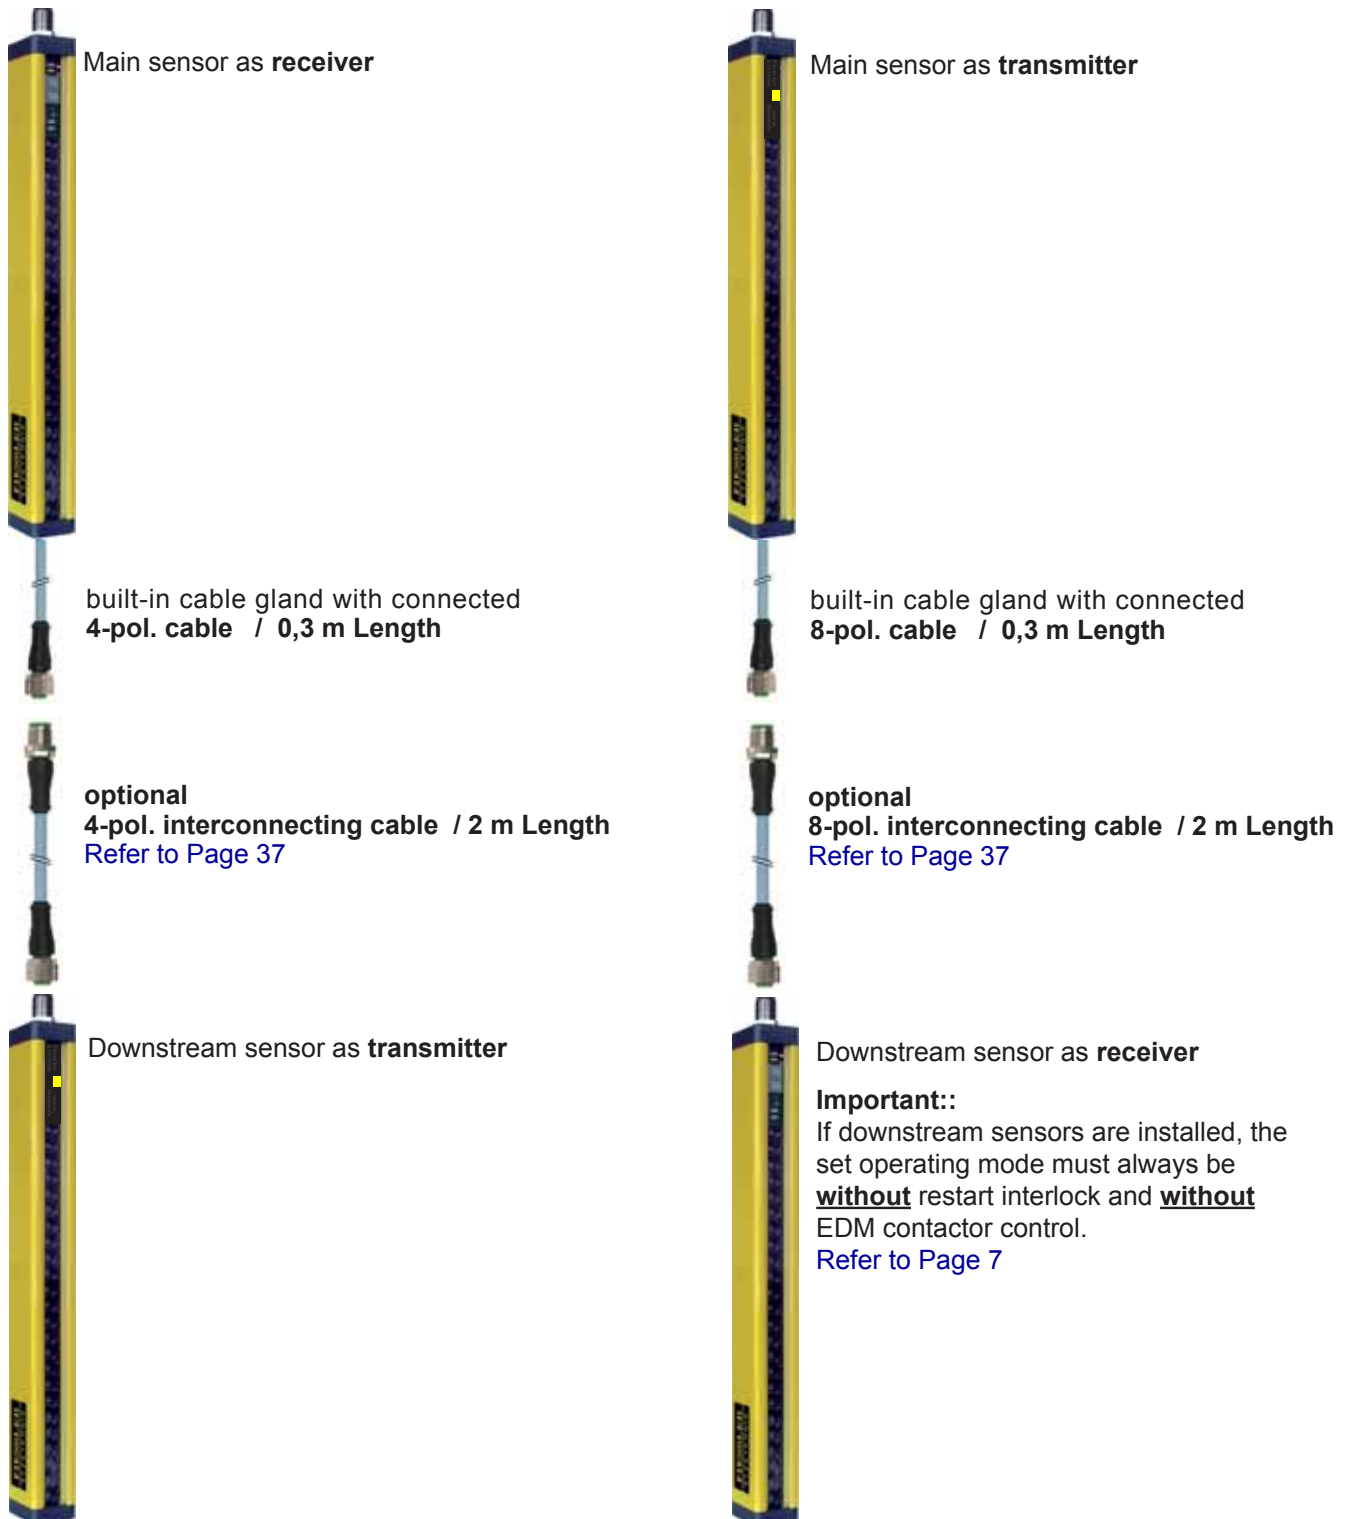 Main sensor as receiver
built-in cable gland with connected
4-pol. cable / 0,3 m Length
optional
4-pol. interconnecting cable / 2 m Length
Refer to Page 37
Downstream sensor as transmitter
Main sensor as transmitter
built-in cable gland with connected
8-pol. cable / 0,3 m Length
optional
8-pol. interconnecting cable / 2 m Length
Refer to Page 37
Downstream sensor as receiver
Important::
If downstream sensors are installed, the
set operating mode must always be
without restart interlock and without
EDM contactor control.
Refer to Page 7